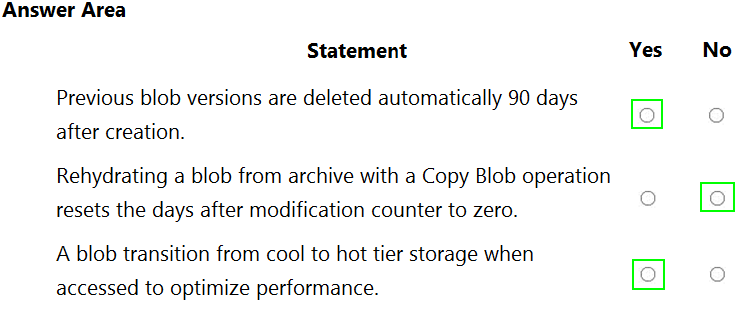 Answer Area
Statement Yes No
Previous blob versions are deleted automatically 90 days
after creation.
Rehydrating a blob from archive with a Copy Blob operation
resets the days after modification counter to zero.
A blob transition from cool to hot tier storage when
accessed to optimize performance.